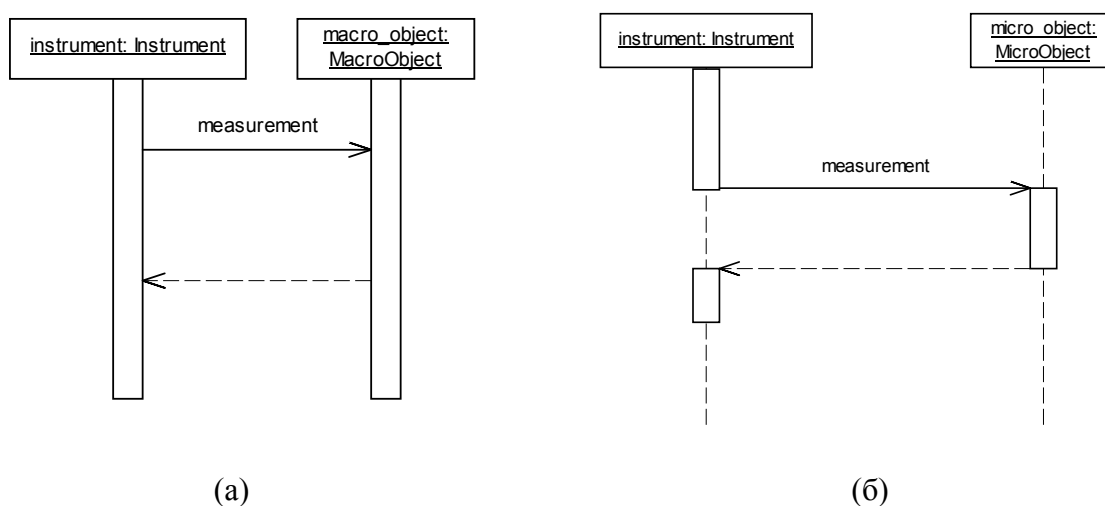 instrument: Instrument
macro_object:
MacroObject
measurement
(а)
instrument: Instrument
micro_object:
MicroObject
measurement
(б)